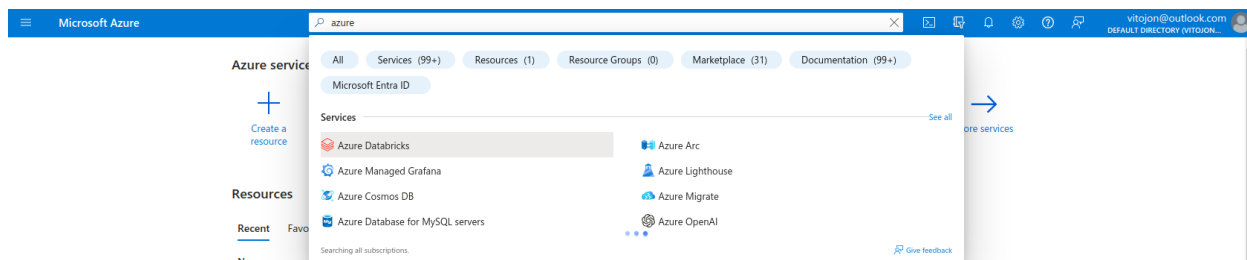 Microsoft Azure
azure
vitojon@outlook.com
DEFAULT DIRECTORY (VITOJON...
Azure service
All
Services (99+)
Resources (1)
Resource Groups (0)
Marketplace (31)
Documentation (99+)
Microsoft Entra ID
Create a
resource
ore services
Services
See all
Azure Databricks
Azure Arc
Azure Managed Grafana
Azure Lighthouse
Azure Cosmos DB
Azure Migrate
Azure Database for MySQL servers
Azure OpenAI
Resources
Recent
Favo
Searching all subscriptions.
Give feedback